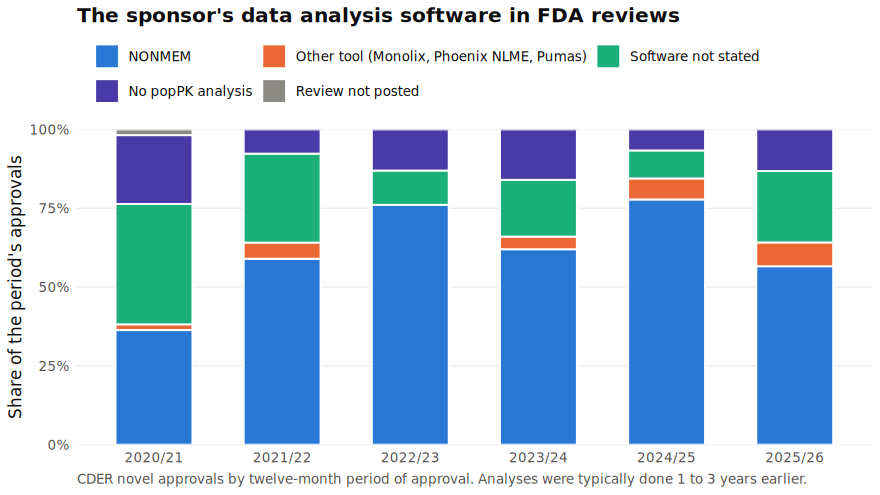 The sponsor's data analysis software in FDA reviews
NONMEM
Other tool (Monolix, Phoenix NLME, Pumas)
Software not stated
No popPK analysis
Review not posted
Share of the period's approvals
100%
75%
50%
25%
0%
2020/21
2021/22
2022/23
2023/24
2024/25
2025/26
CDER novel approvals by twelve-month period of approval. Analyses were typically done 1 to 3 years earlier.